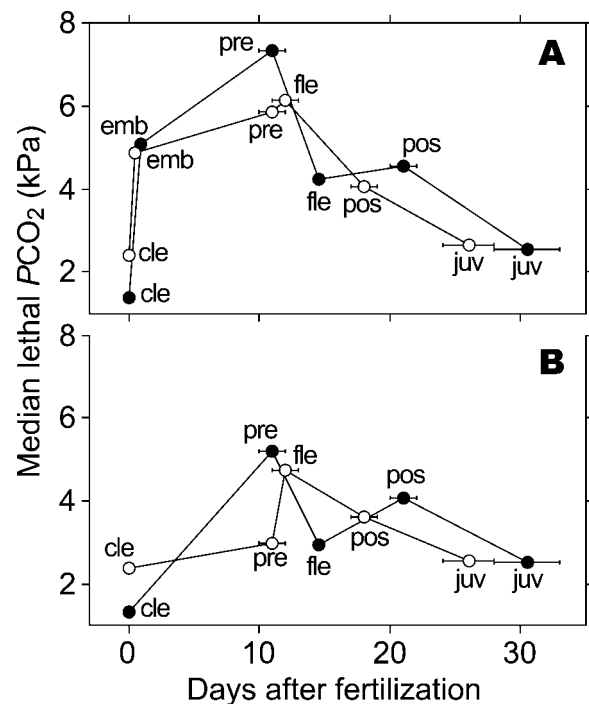 8
pre
A
fle
6
emb
pre
emb
pos
4
fle
pos
cle
2
juv
juv
cle
Median lethal PCO₂ (kPa)
8
B
6
pre
fle
pos
4
cle
pre
fle
pos
2
cle
juv
juv
0
10
20
30
Days after fertilization